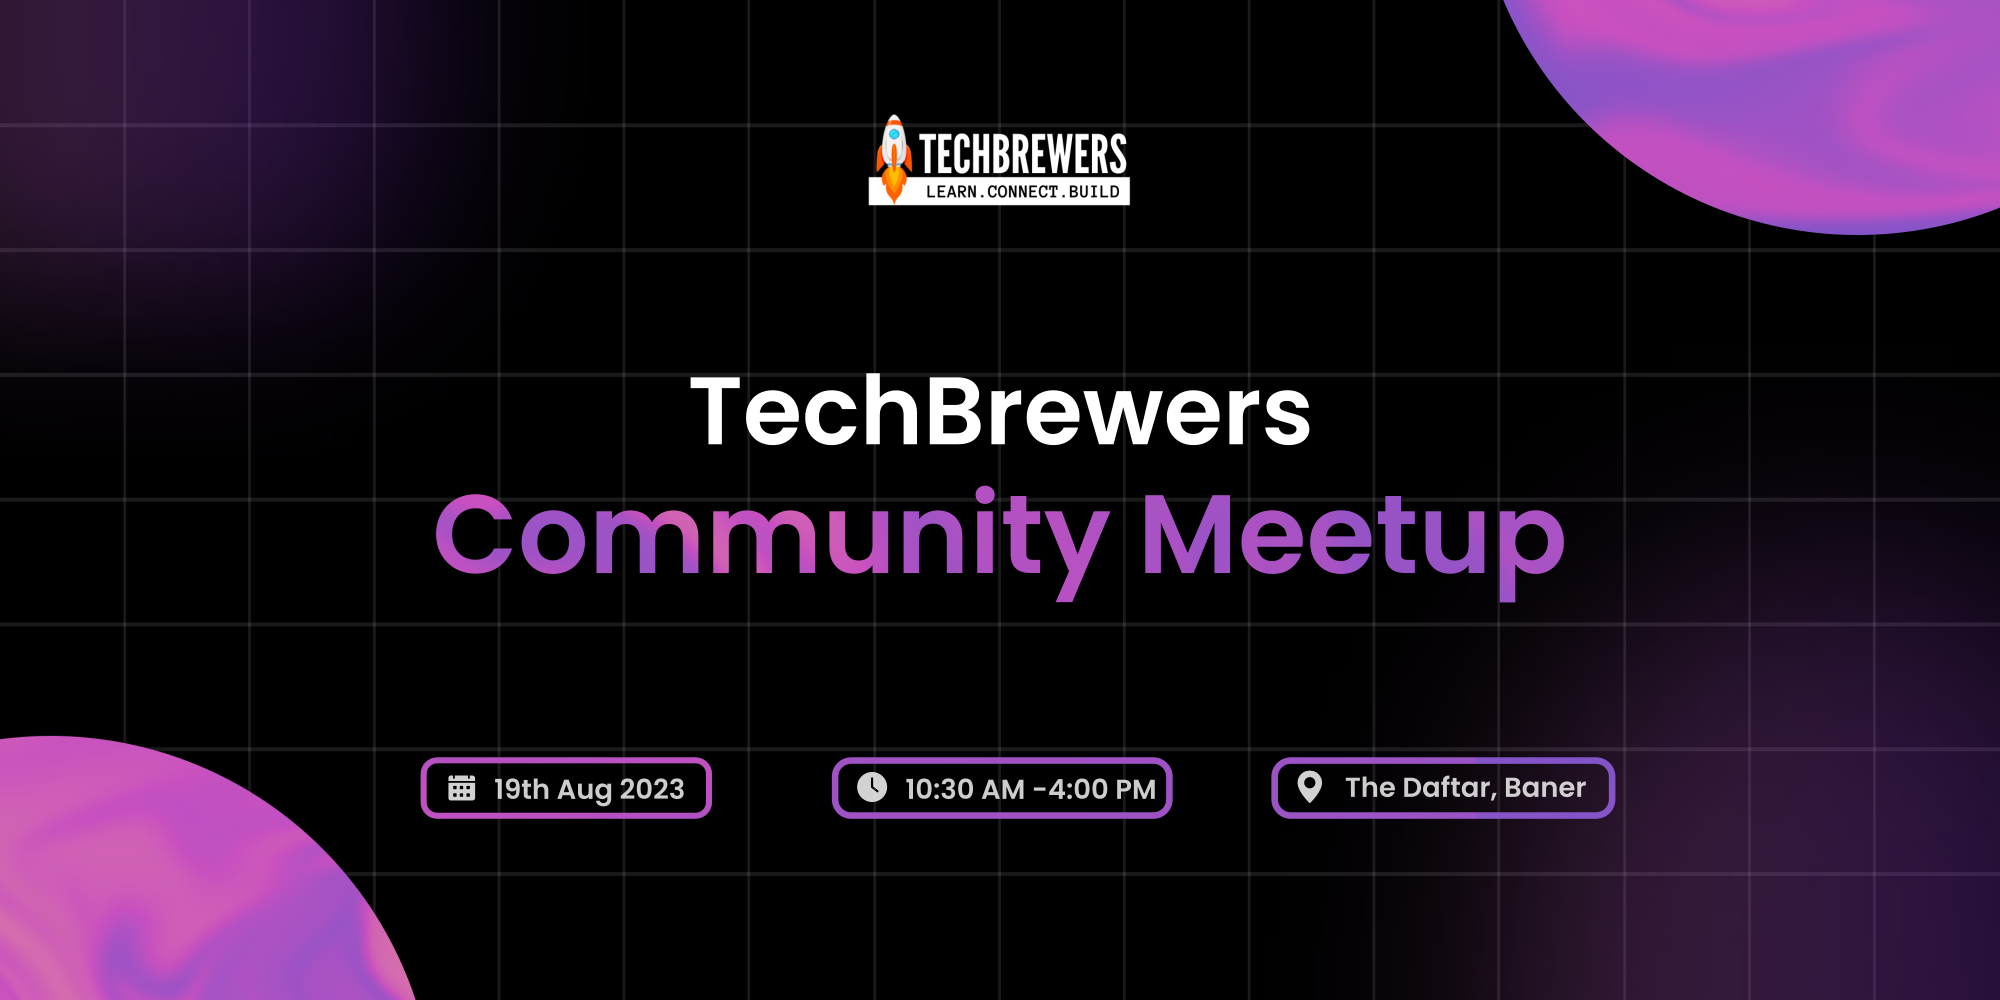 TECHBREWERS
LEARN.CONNECT.BUILD
TechBrewers
Community Meetup
19th Aug 2023
10:30 AM -4:00 PM
The Daftar, Baner